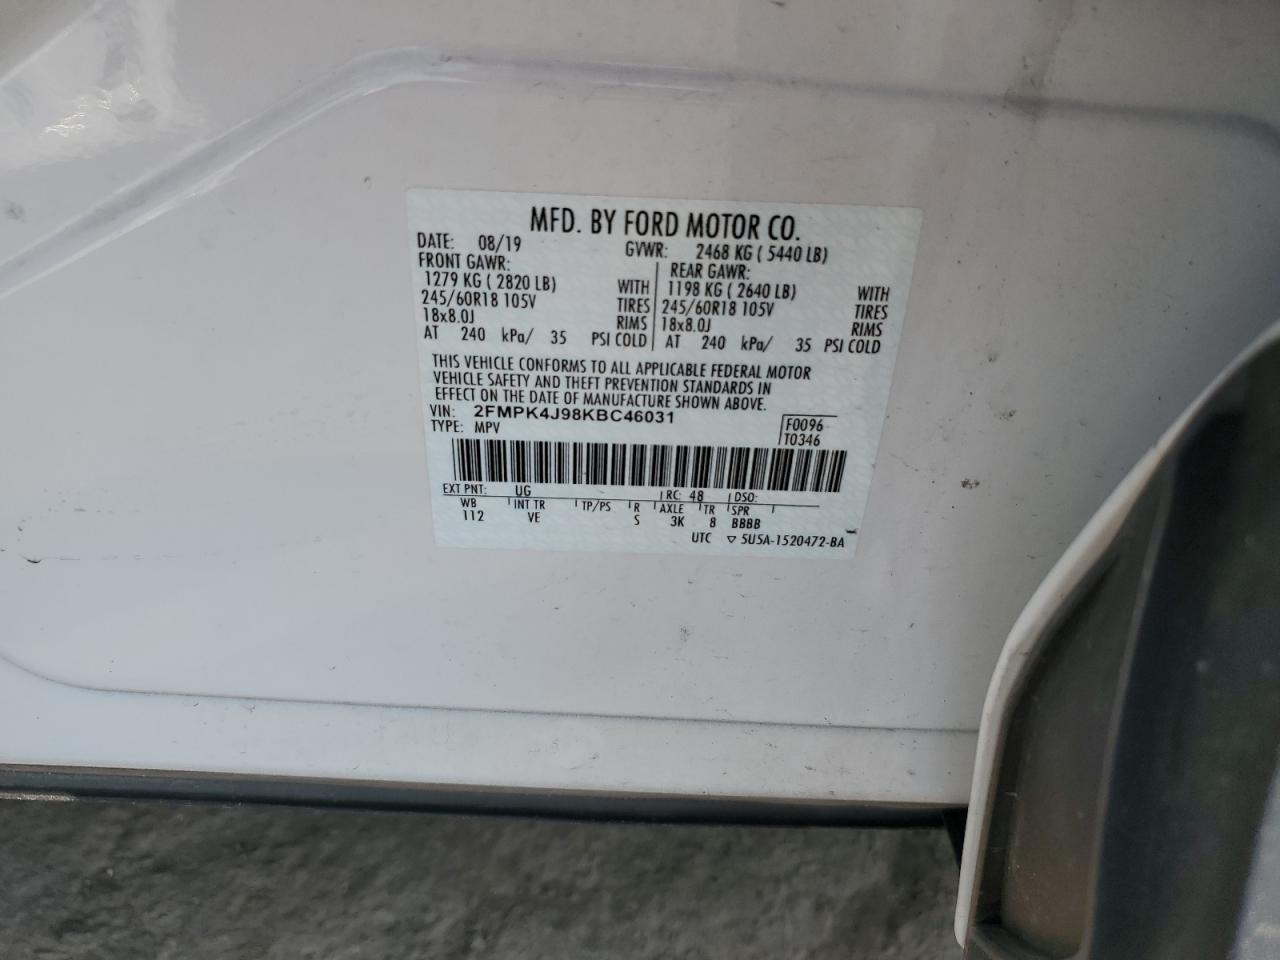 MFD. BY FORD MOTOR CO.
DATE: 08/19 GVWR: 2468 KG ( 5440 LB)
FRONT GAWR: REAR GAWR:
1279 KG ( 2820 LB) WITH 1198 KG ( 2640 LB) WITH
245/60R18 105V TIRES 245/60R18 105V TIRES
18x8.0J RIMS 18x8.0J RIMS
AT 240 kPa/ 35 PSI COLD AT 240 kPa/ 35 PSI COLD
THIS VEHICLE CONFORMS TO ALL APPLICABLE FEDERAL MOTOR
VEHICLE SAFETY AND THEFT PREVENTION STANDARDS IN
EFFECT ON THE DATE OF MANUFACTURE SHOWN ABOVE.
VIN: 2FMPK4J98KBC46031 F0096
TYPE: MPV T0346
EXT PNT: UG RC: 48 DSO:
WB INT TR TP/PS R AXLE TR SPR
112 VE S 3K 8 BBBB
UTC ▽ 5U5A-1520472-BA